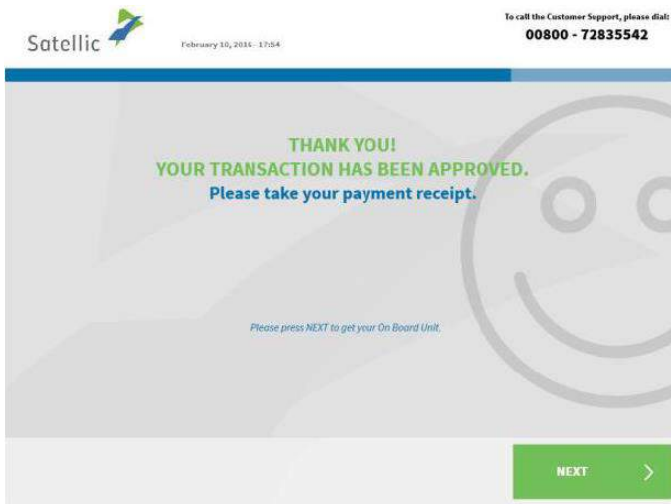 Satellic
February 10, 2016 - 17:54
To call the Customer Support, please dial:
00800 - 72835542
THANK YOU!
YOUR TRANSACTION HAS BEEN APPROVED.
Please take your payment receipt.
Please press NEXT to get your On Board Unit.
NEXT